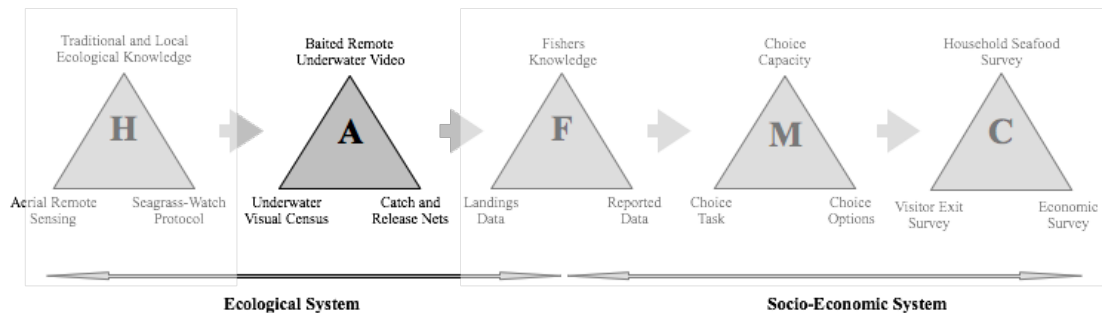 Traditional and Local
Ecological Knowledge
Baited Remote
Underwater Video
Fishers
Knowledge
Choice
Capacity
Household Seafood
Survey
H
A
F
M
C
Aerial Remote
Sensing
Seagrass-Watch
Protocol
Underwater
Visual Census
Catch and
Release Nets
Landings
Data
Reported
Data
Choice
Task
Choice
Options
Visitor Exit
Survey
Economic
Survey
Ecological System
Socio-Economic System